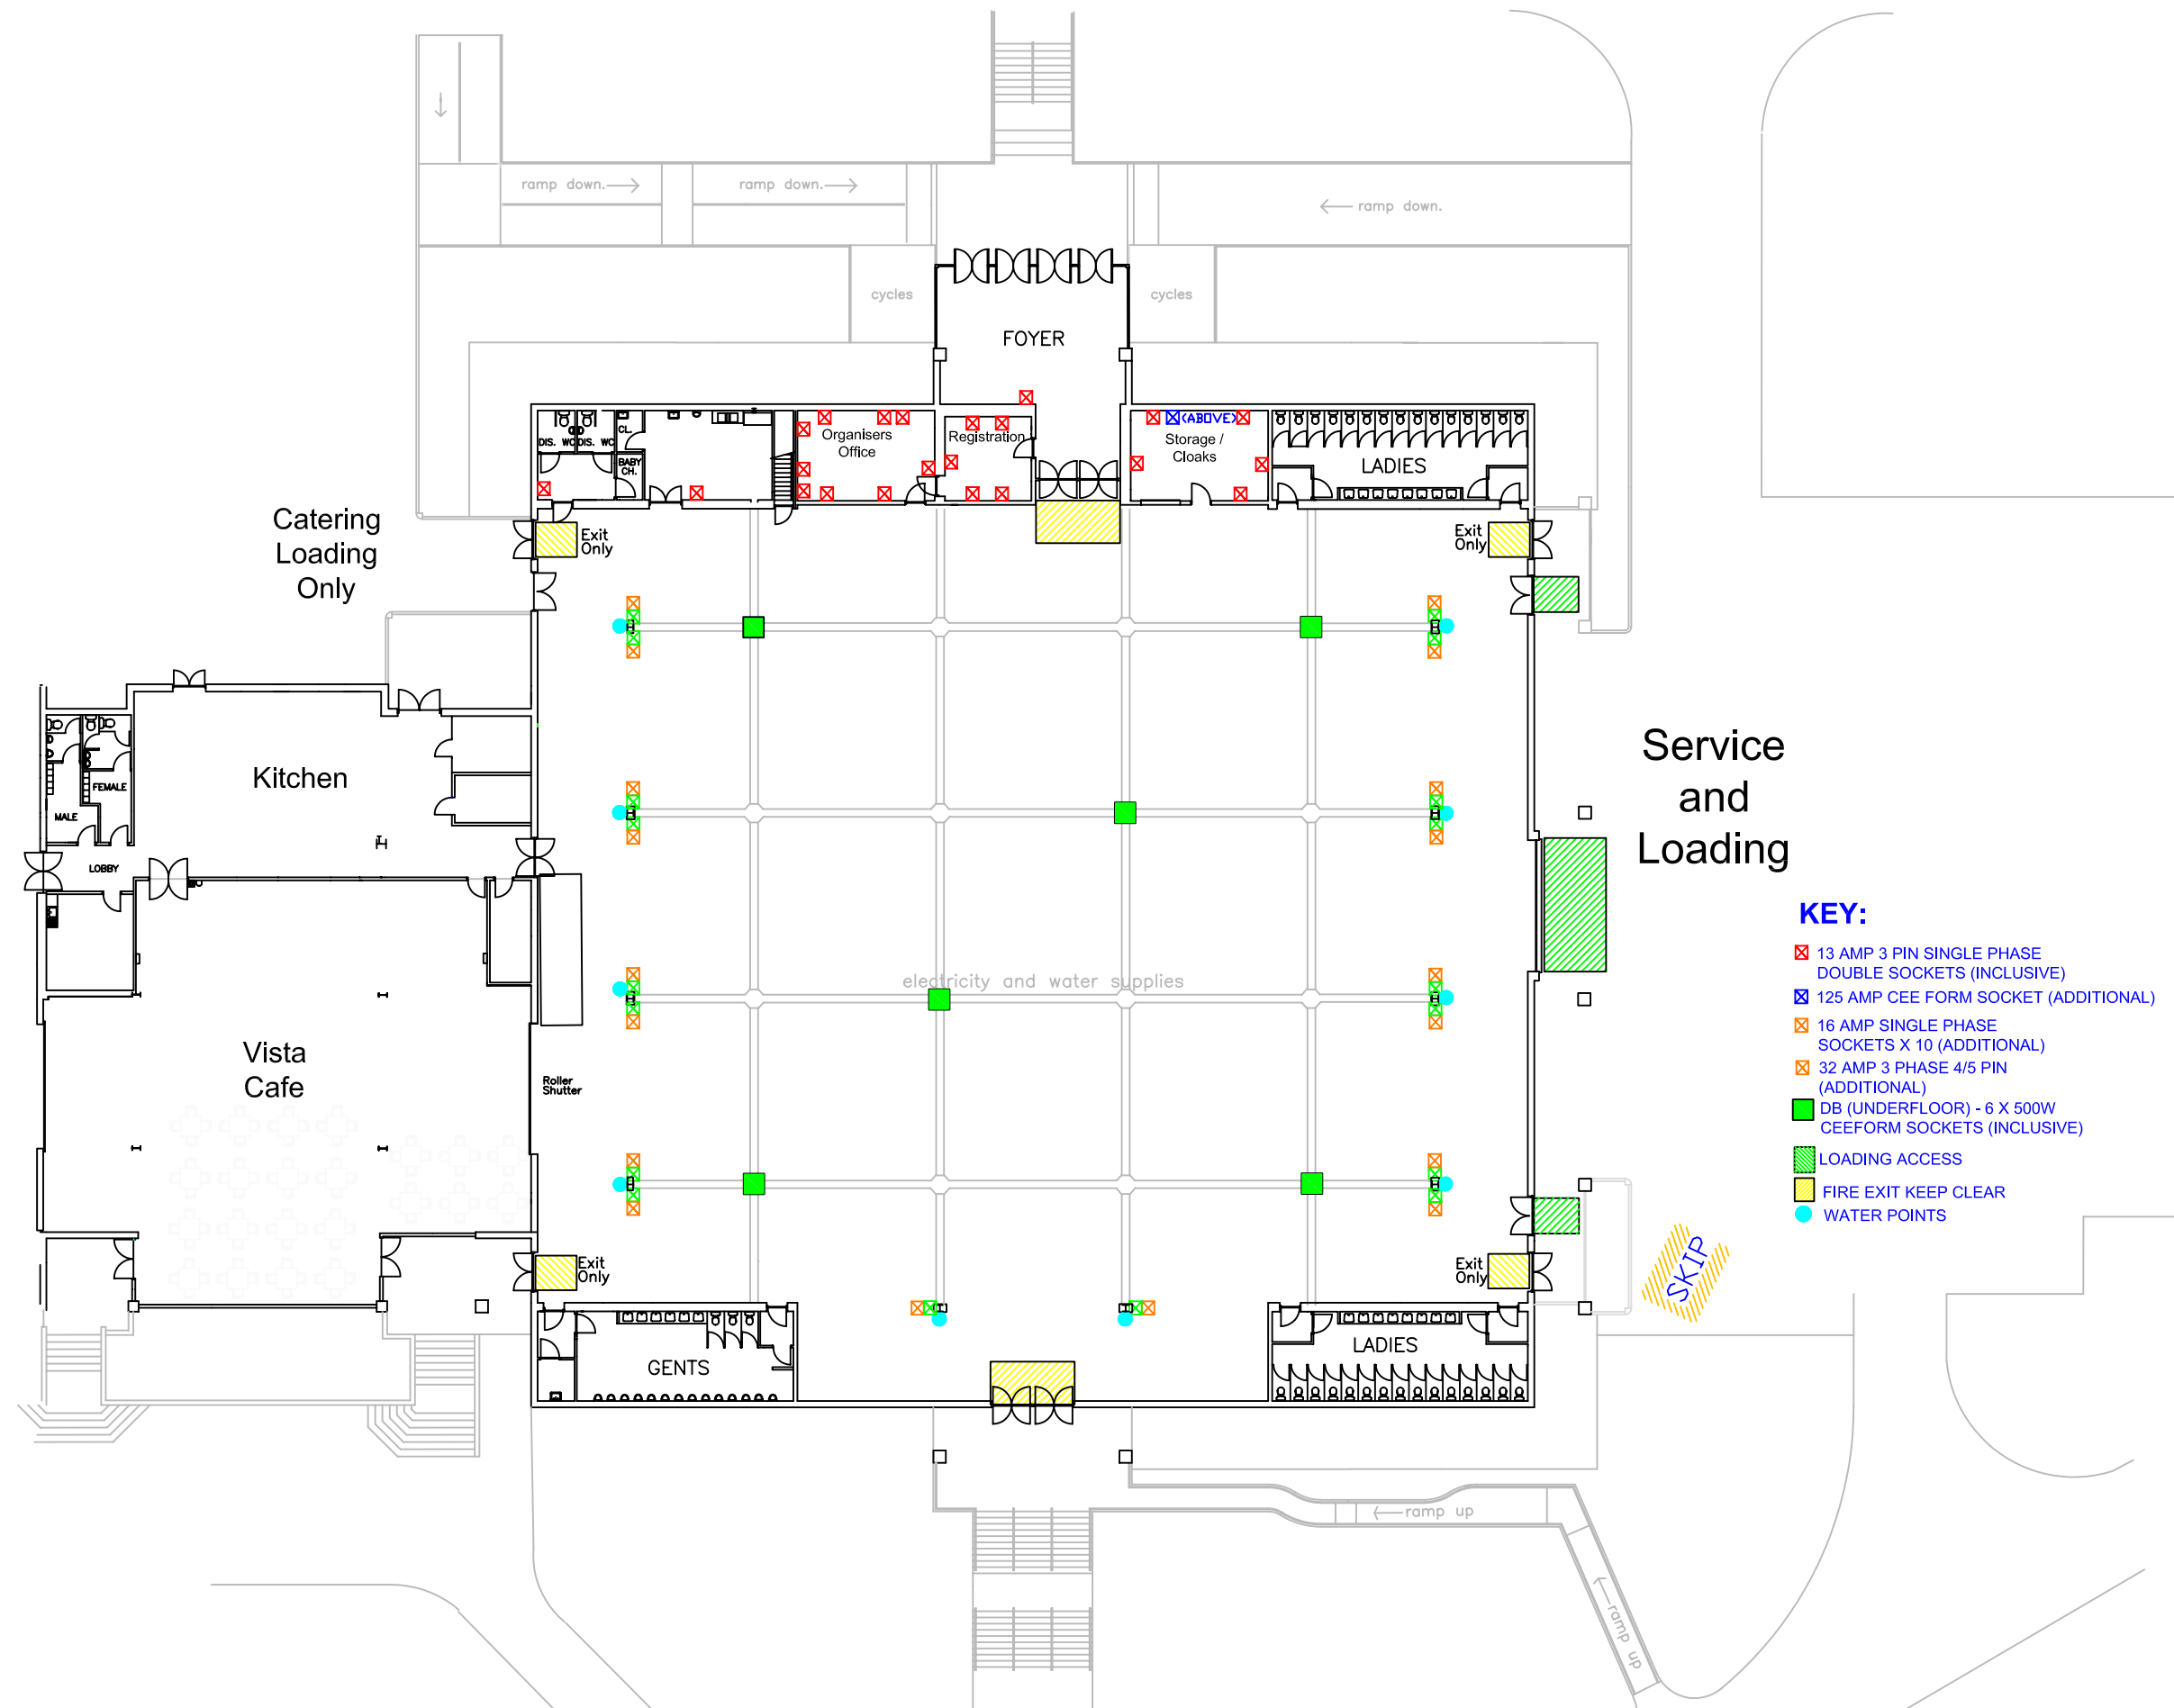 ramp down.
ramp down.
ramp down.
cycles
cycles
FOYER
DIS. WC
DIS. WC
CL.
BABY
CH.
Organisers
Office
Registration
(ABOVE)
Storage /
Cloaks
LADIES
Catering
Loading
Only
Exit
Only
Exit
Only
Kitchen
MALE
FEMALE
LOBBY
Service
and
Loading
electricity and water supplies
Vista
Cafe
Roller
Shutter
KEY:
13 AMP 3 PIN SINGLE PHASE
DOUBLE SOCKETS (INCLUSIVE)
125 AMP CEE FORM SOCKET (ADDITIONAL)
16 AMP SINGLE PHASE
SOCKETS X 10 (ADDITIONAL)
32 AMP 3 PHASE 4/5 PIN
(ADDITIONAL)
DB (UNDERFLOOR) - 6 X 500W
CEEFORM SOCKETS (INCLUSIVE)
LOADING ACCESS
FIRE EXIT KEEP CLEAR
WATER POINTS
Exit
Only
Exit
Only
SKIP
GENTS
LADIES
ramp up
ramp up